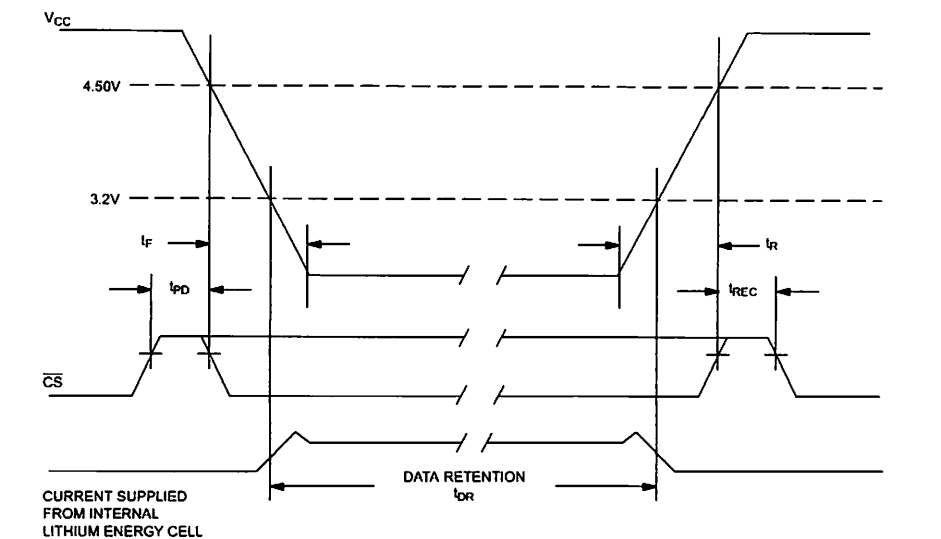 VCC
4.50V
3.2V
tF
tR
tPD
tREC
CS
DATA RETENTION
tDR
CURRENT SUPPLIED
FROM INTERNAL
LITHIUM ENERGY CELL